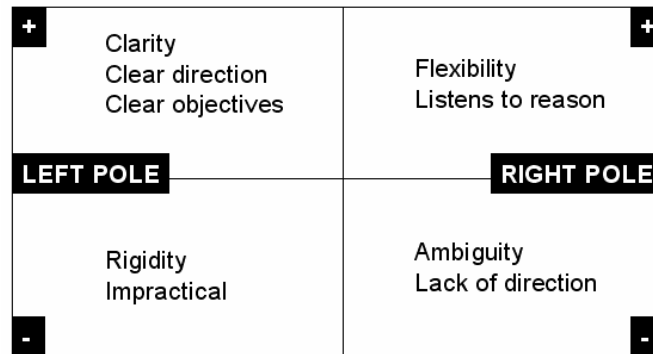 +
+
Clarity
Clear direction
Clear objectives
Flexibility
Listens to reason
LEFT POLE
RIGHT POLE
Rigidity
Impractical
Ambiguity
Lack of direction
-
-